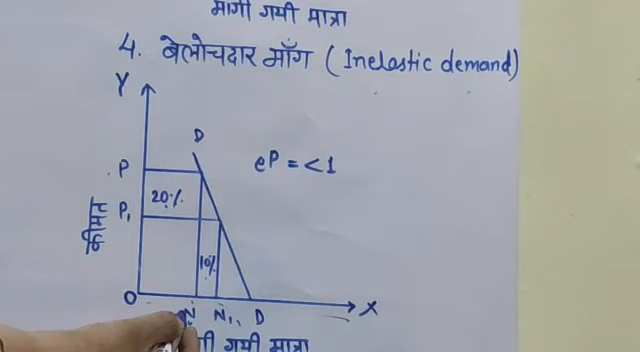 मांगी गयी मात्रा
4. बेलोचदार माँग (Inelastic demand)
Y
D
eP = <1
P
20%
P₁
कीमत
10%
O
N N₁ D X
गी गयी मात्रा